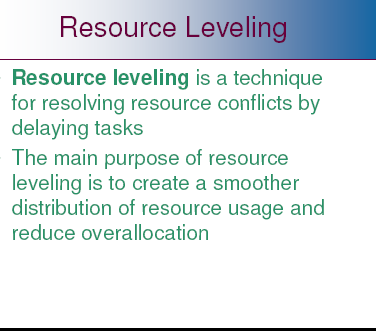 Resource Leveling
Resource leveling is a technique
for resolving resource conflicts by
delaying tasks
The main purpose of resource
leveling is to create a smoother
distribution of resource usage and
reduce overallocation